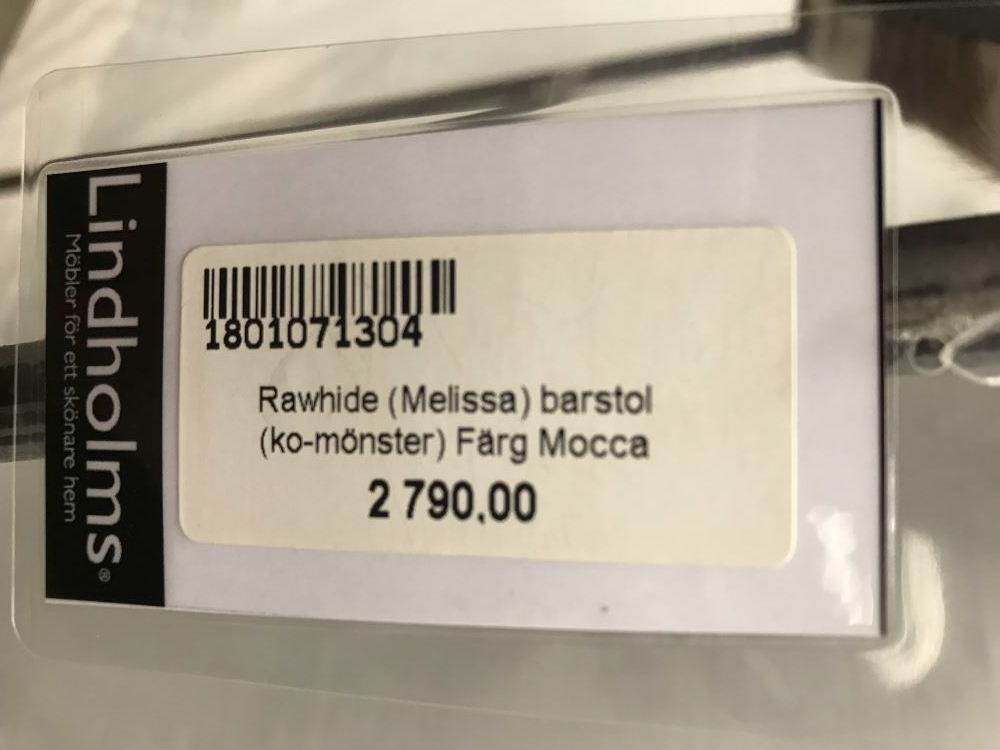 Lindholms®
Möbler för ett skönare hem
1801071304
Rawhide (Melissa) barstol
(ko-mönster) Färg Mocca
2 790,00